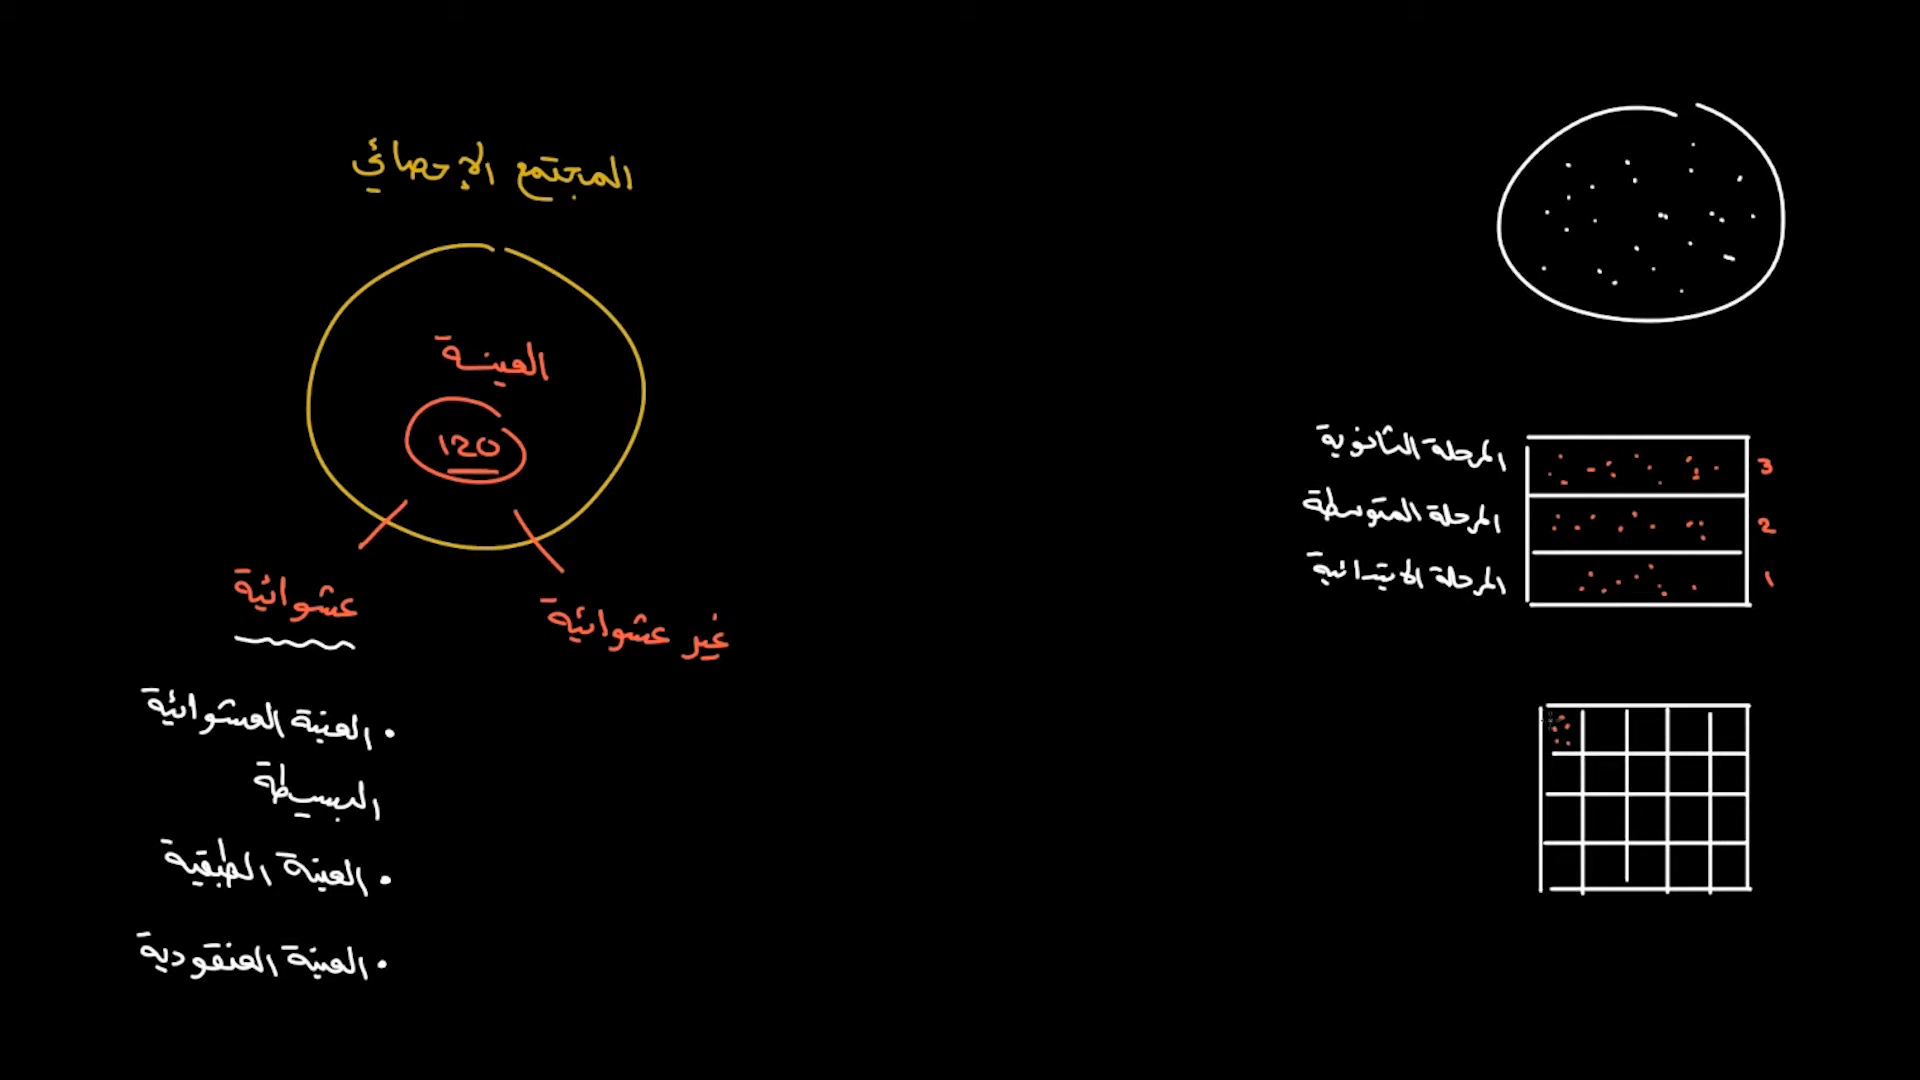 المجتمع الإحصائي
العينة
120
عشوائية
غير عشوائية
• العينة العشوائية
البسيطة
• العينة الطبقية
• العينة العنقودية
المرحلة الثانوية 3
المرحلة المتوسطة 2
المرحلة الابتدائية 1